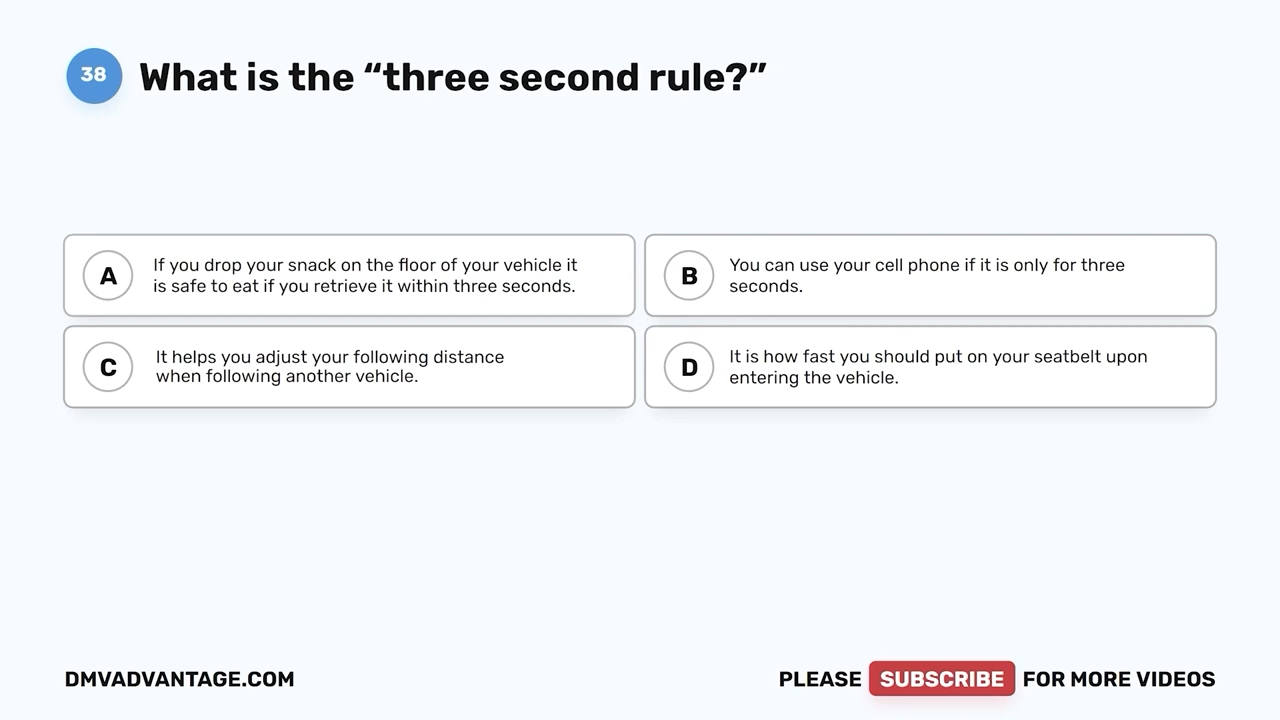 38 What is the “three second rule?”
A If you drop your snack on the floor of your vehicle it
is safe to eat if you retrieve it within three seconds.
B You can use your cell phone if it is only for three
seconds.
C It helps you adjust your following distance
when following another vehicle.
D It is how fast you should put on your seatbelt upon
entering the vehicle.
DMVADVANTAGE.COM
PLEASE SUBSCRIBE FOR MORE VIDEOS